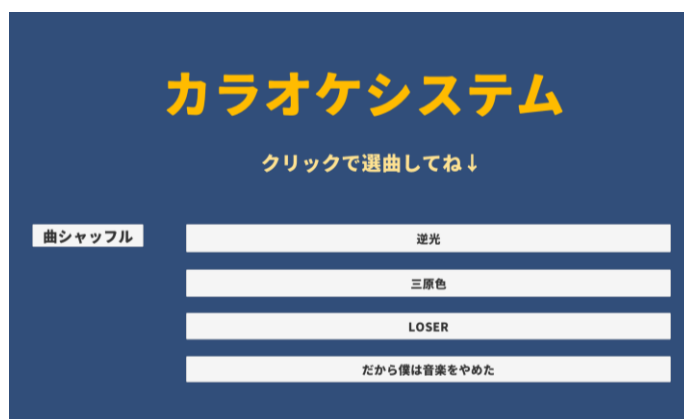 カラオケシステム
クリックで選曲してね↓
曲シャッフル
逆光
三原色
LOSER
だから僕は音楽をやめた